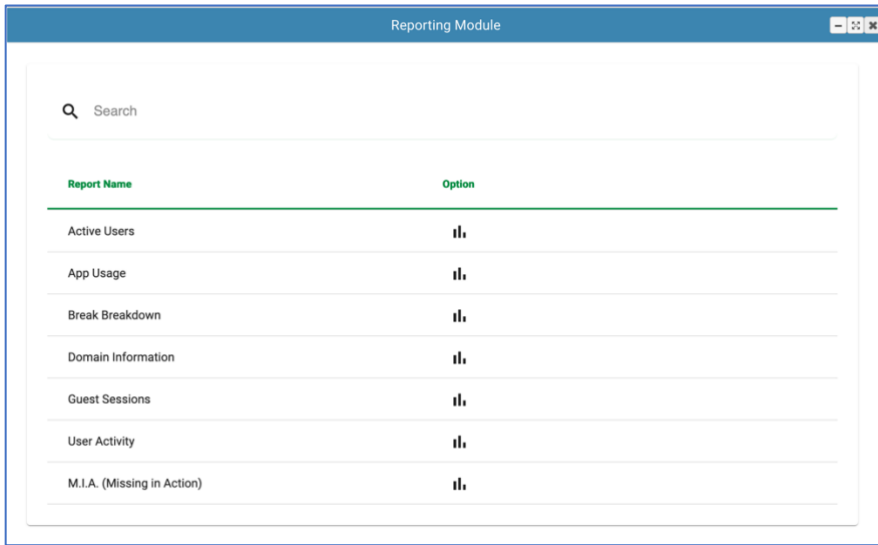 Reporting Module
Search
Report Name Option
Active Users
App Usage
Break Breakdown
Domain Information
Guest Sessions
User Activity
M.I.A. (Missing in Action)